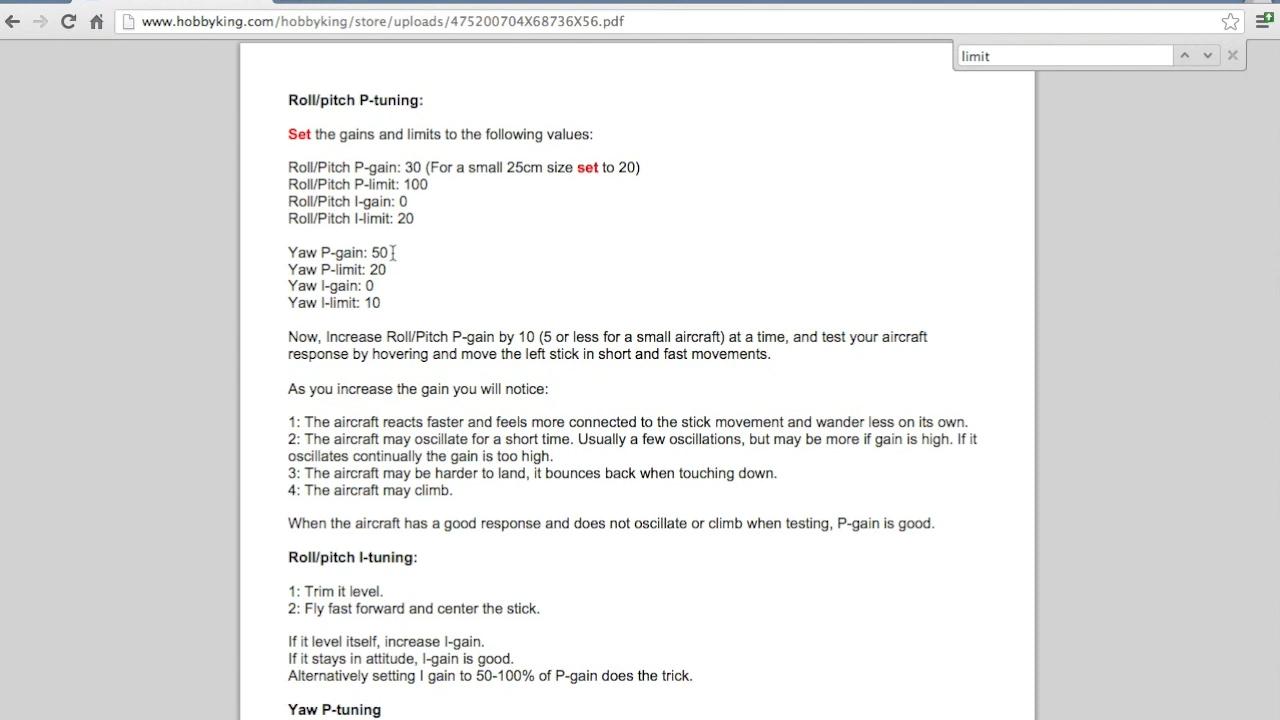 www.hobbyking.com/hobbyking/store/uploads/475200704X68736X56.pdf
limit
Roll/pitch P-tuning:
Set the gains and limits to the following values:
Roll/Pitch P-gain: 30 (For a small 25cm size set to 20)
Roll/Pitch P-limit: 100
Roll/Pitch I-gain: 0
Roll/Pitch I-limit: 20
Yaw P-gain: 50
Yaw P-limit: 20
Yaw I-gain: 0
Yaw I-limit: 10
Now, Increase Roll/Pitch P-gain by 10 (5 or less for a small aircraft) at a time, and test your aircraft
response by hovering and move the left stick in short and fast movements.
As you increase the gain you will notice:
1: The aircraft reacts faster and feels more connected to the stick movement and wander less on its own.
2: The aircraft may oscillate for a short time. Usually a few oscillations, but may be more if gain is high. If it
oscillates continually the gain is too high.
3: The aircraft may be harder to land, it bounces back when touching down.
4: The aircraft may climb.
When the aircraft has a good response and does not oscillate or climb when testing, P-gain is good.
Roll/pitch I-tuning:
1: Trim it level.
2: Fly fast forward and center the stick.
If it level itself, increase I-gain.
If it stays in attitude, I-gain is good.
Alternatively setting I gain to 50-100% of P-gain does the trick.
Yaw P-tuning